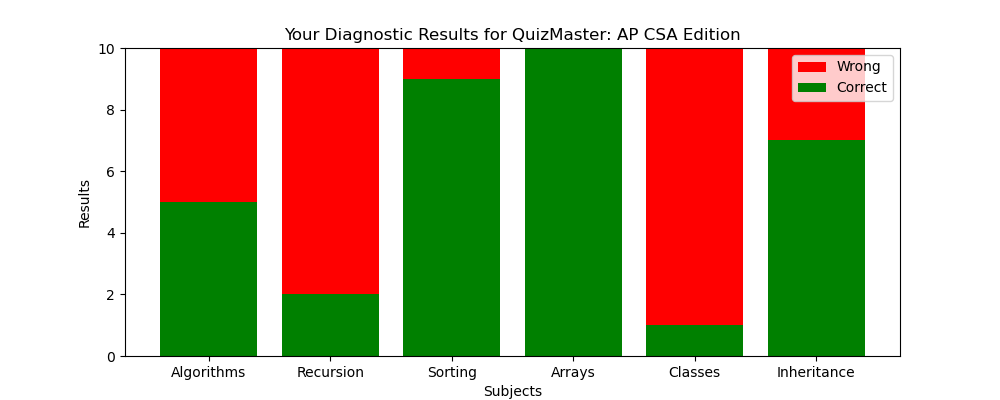 Your Diagnostic Results for QuizMaster: AP CSA Edition
10
8
6
4
2
0
Results
Wrong
Correct
Algorithms Recursion Sorting Arrays Classes Inheritance
Subjects